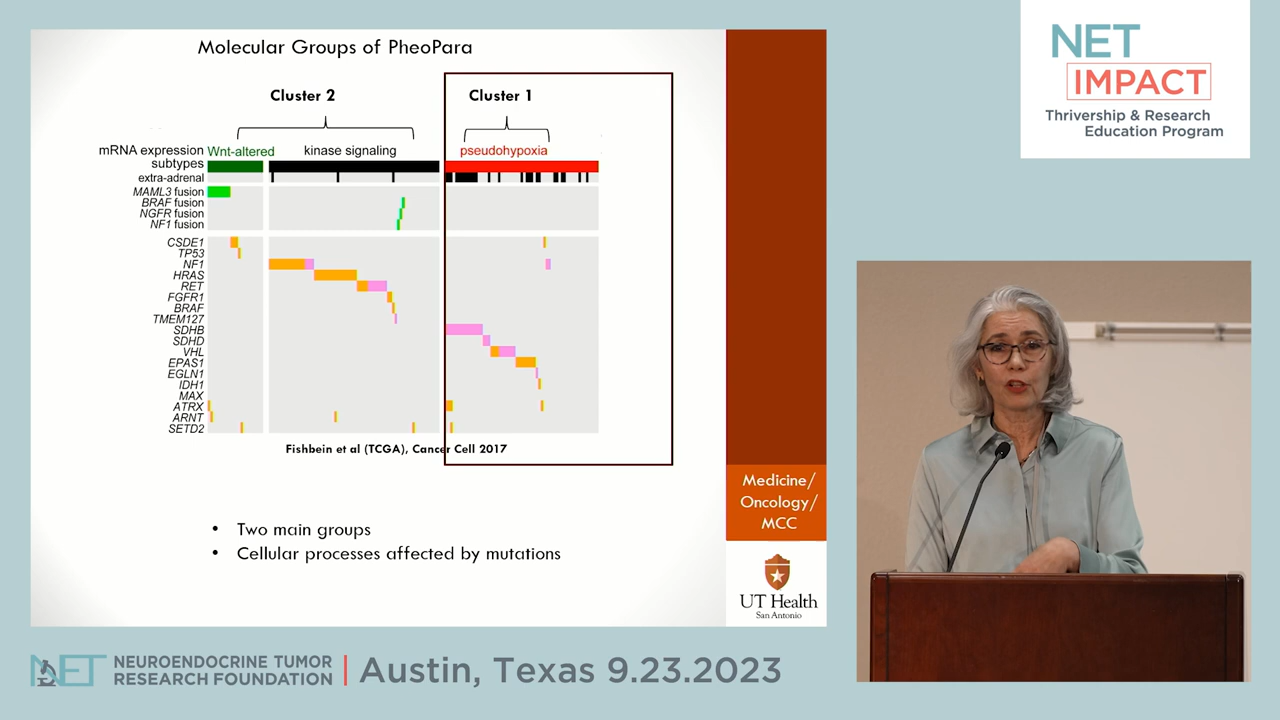 Molecular Groups of PheoPara
Cluster 2
Cluster 1
mRNA expression
subtypes
Wnt-altered
kinase signaling
pseudohypoxia
extra-adrenal
MAML3 fusion
BRAF fusion
NGFR fusion
NF1 fusion
CSDE1
TP53
NF1
HRAS
RET
FGFR1
BRAF
TMEM127
SDHB
SDHD
VHL
EPAS1
EGLN1
IDH1
MAX
ATRX
ARNT
SETD2
Fishbein et al (TCGA), Cancer Cell 2017
• Two main groups
• Cellular processes affected by mutations
Medicine/
Oncology/
MCC
UT Health
San Antonio
NET
IMPACT
Thrivership & Research
Education Program
NET
NEUROENDOCRINE TUMOR
RESEARCH FOUNDATION
Austin, Texas 9.23.2023